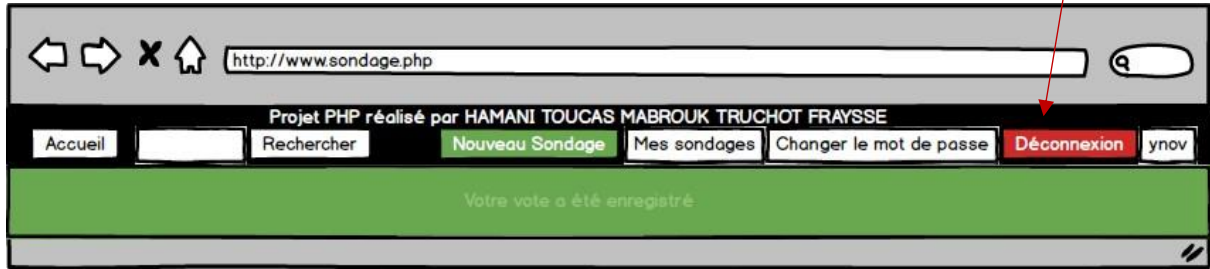 http://www.sondage.php
Projet PHP réalisé par HAMANI TOUCAS MABROUK TRUCHOT FRAYSSE
Accueil Rechercher Nouveau Sondage Mes sondages Changer le mot de passe Déconnexion ynov
Votre vote a été enregistré